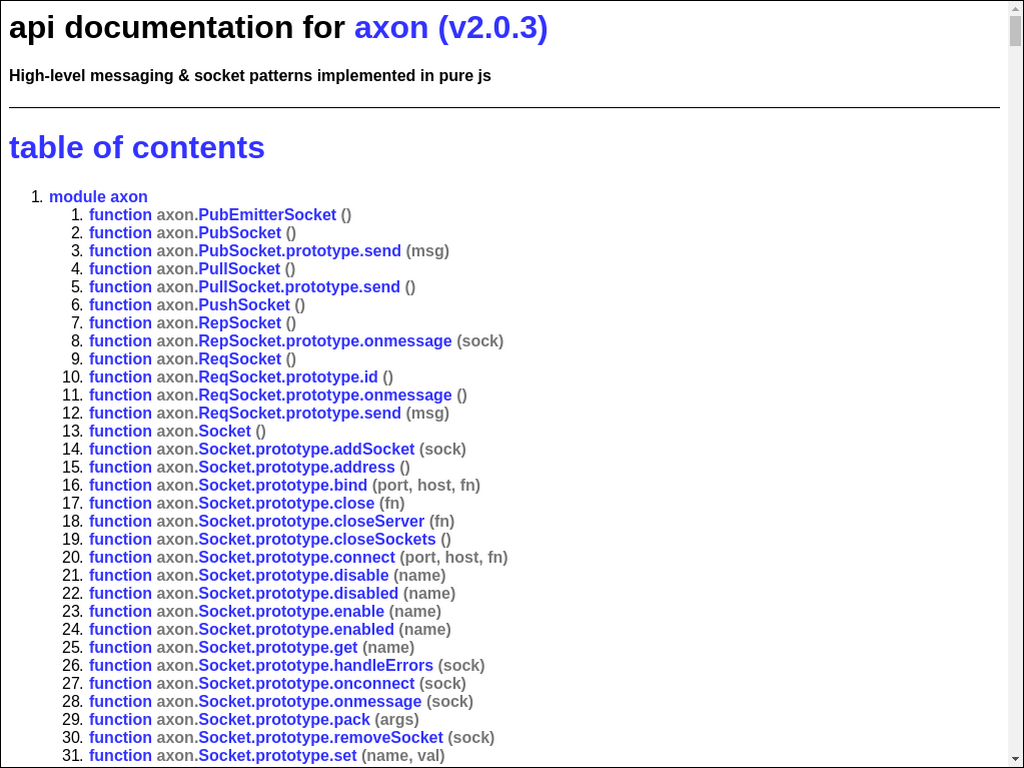 api documentation for axon (v2.0.3)
High-level messaging & socket patterns implemented in pure js
table of contents
1. module axon
1. function axon.PubEmitterSocket ()
2. function axon.PubSocket ()
3. function axon.PubSocket.prototype.send (msg)
4. function axon.PullSocket ()
5. function axon.PullSocket.prototype.send ()
6. function axon.PushSocket ()
7. function axon.RepSocket ()
8. function axon.RepSocket.prototype.onmessage (sock)
9. function axon.ReqSocket ()
10. function axon.ReqSocket.prototype.id ()
11. function axon.ReqSocket.prototype.onmessage ()
12. function axon.ReqSocket.prototype.send (msg)
13. function axon.Socket ()
14. function axon.Socket.prototype.addSocket (sock)
15. function axon.Socket.prototype.address ()
16. function axon.Socket.prototype.bind (port, host, fn)
17. function axon.Socket.prototype.close (fn)
18. function axon.Socket.prototype.closeServer (fn)
19. function axon.Socket.prototype.closeSockets ()
20. function axon.Socket.prototype.connect (port, host, fn)
21. function axon.Socket.prototype.disable (name)
22. function axon.Socket.prototype.disabled (name)
23. function axon.Socket.prototype.enable (name)
24. function axon.Socket.prototype.enabled (name)
25. function axon.Socket.prototype.get (name)
26. function axon.Socket.prototype.handleErrors (sock)
27. function axon.Socket.prototype.onconnect (sock)
28. function axon.Socket.prototype.onmessage (sock)
29. function axon.Socket.prototype.pack (args)
30. function axon.Socket.prototype.removeSocket (sock)
31. function axon.Socket.prototype.set (name, val)